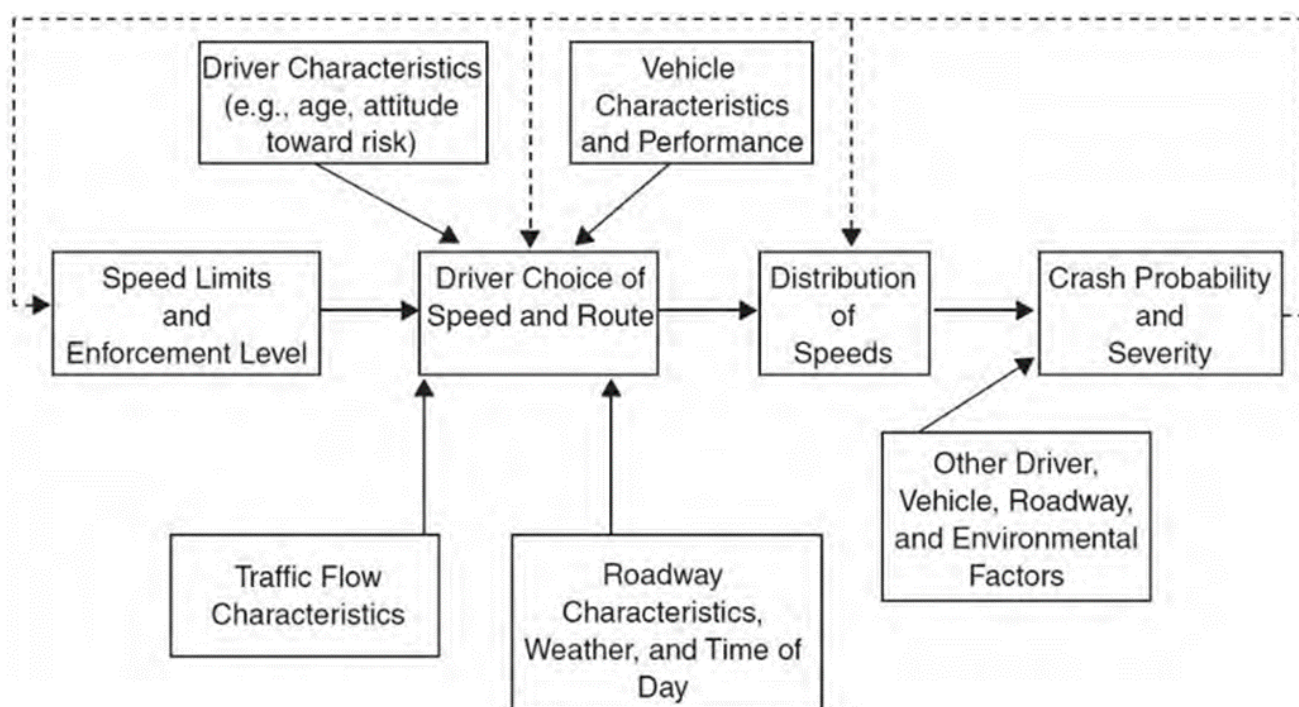 Driver Characteristics
(e.g., age, attitude
toward risk)
Vehicle
Characteristics
and Performance
Speed Limits
and
Enforcement Level
Driver Choice of
Speed and Route
Distribution
of
Speeds
Crash Probability
and
Severity
Traffic Flow
Characteristics
Roadway
Characteristics,
Weather, and Time of
Day
Other Driver,
Vehicle, Roadway,
and Environmental
Factors